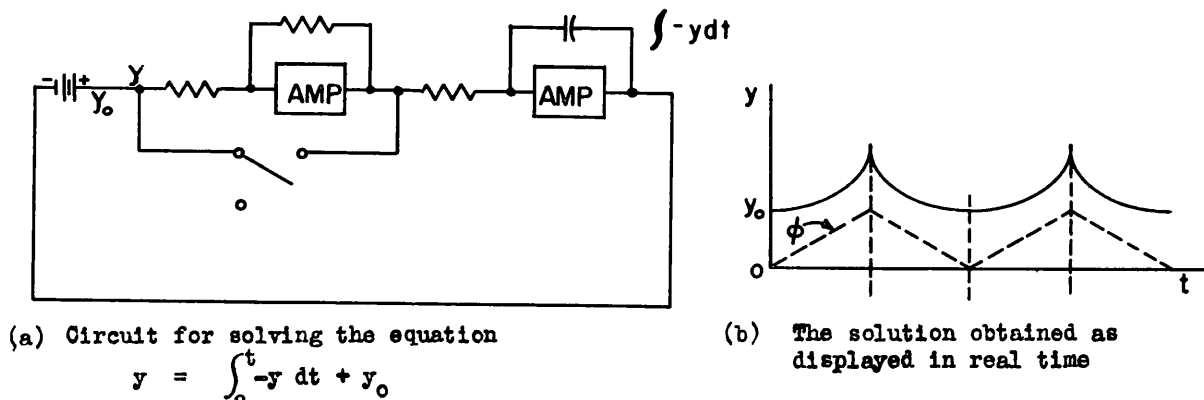 ∫-ydt
- +
y
y₀
AMP
AMP
y
y₀
ϕ
0
t
(a) Circuit for solving the equation
y = ∫₀ᵗ-y dt + y₀
(b) The solution obtained as
displayed in real time